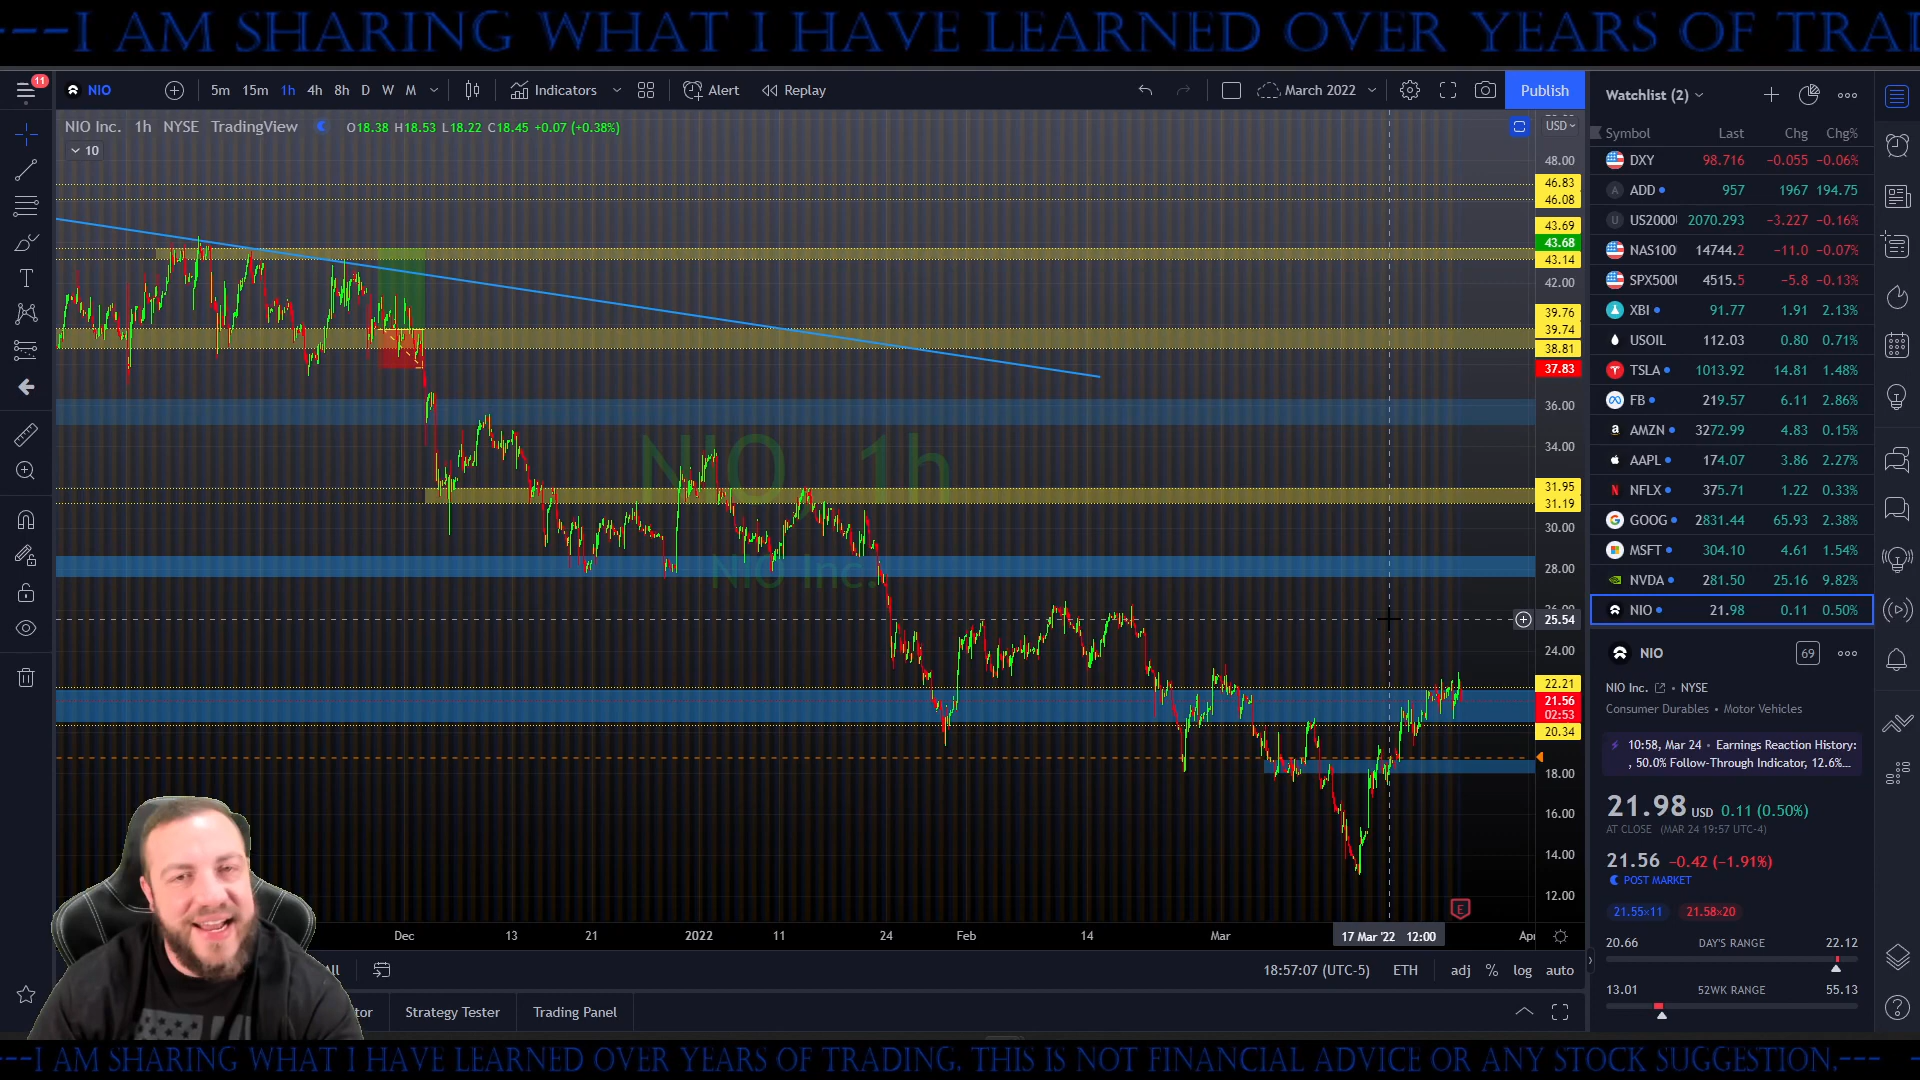 ---I AM SHARING WHAT I HAVE LEARNED OVER YEARS OF TRAD
11
NIO
5m 15m 1h 4h 8h D W M
Indicators
Alert
Replay
March 2022
Publish
NIO Inc. 1h NYSE TradingView
O18.38 H18.53 L18.22 C18.45 +0.07 (+0.38%)
10
USD
48.00
46.83
46.08
43.69
43.68
43.14
42.00
39.76
39.74
38.81
37.83
36.00
34.00
31.95
31.19
30.00
28.00
26.00
25.54
24.00
22.21
21.56
02:53
20.34
18.00
16.00
14.00
12.00
NIO, 1h
NIO Inc.
E
Dec 13 21 2022 11 24 Feb 14 Mar 17 Mar '22 12:00 Ap
18:57:07 (UTC-5) ETH adj % log auto
tor
Strategy Tester
Trading Panel
Watchlist (2)
Symbol Last Chg Chg%
DXY 98.716 −0.055 −0.06%
ADD 957 1967 194.75
US2000 2070.293 −3.227 −0.16%
NAS100 14744.2 −11.0 −0.07%
SPX500 4515.5 −5.8 −0.13%
XBI 91.77 1.91 2.13%
USOIL 112.03 0.80 0.71%
TSLA 1013.92 14.81 1.48%
FB 219.57 6.11 2.86%
AMZN 3272.99 4.83 0.15%
AAPL 174.07 3.86 2.27%
NFLX 375.71 1.22 0.33%
GOOG 2831.44 65.93 2.38%
MSFT 304.10 4.61 1.54%
NVDA 281.50 25.16 9.82%
NIO 21.98 0.11 0.50%
NIO
69
NIO Inc. • NYSE
Consumer Durables • Motor Vehicles
10:58, Mar 24 • Earnings Reaction History:
, 50.0% Follow-Through Indicator, 12.6%...
21.98 USD 0.11 (0.50%)
AT CLOSE (MAR 24 19:57 UTC-4)
21.56 −0.42 (−1.91%)
POST MARKET
21.55×11 21.58×20
20.66 DAY'S RANGE 22.12
13.01 52WK RANGE 55.13
---I AM SHARING WHAT I HAVE LEARNED OVER YEARS OF TRADING. THIS IS NOT FINANCIAL ADVICE OR ANY STOCK SUGGESTION.---